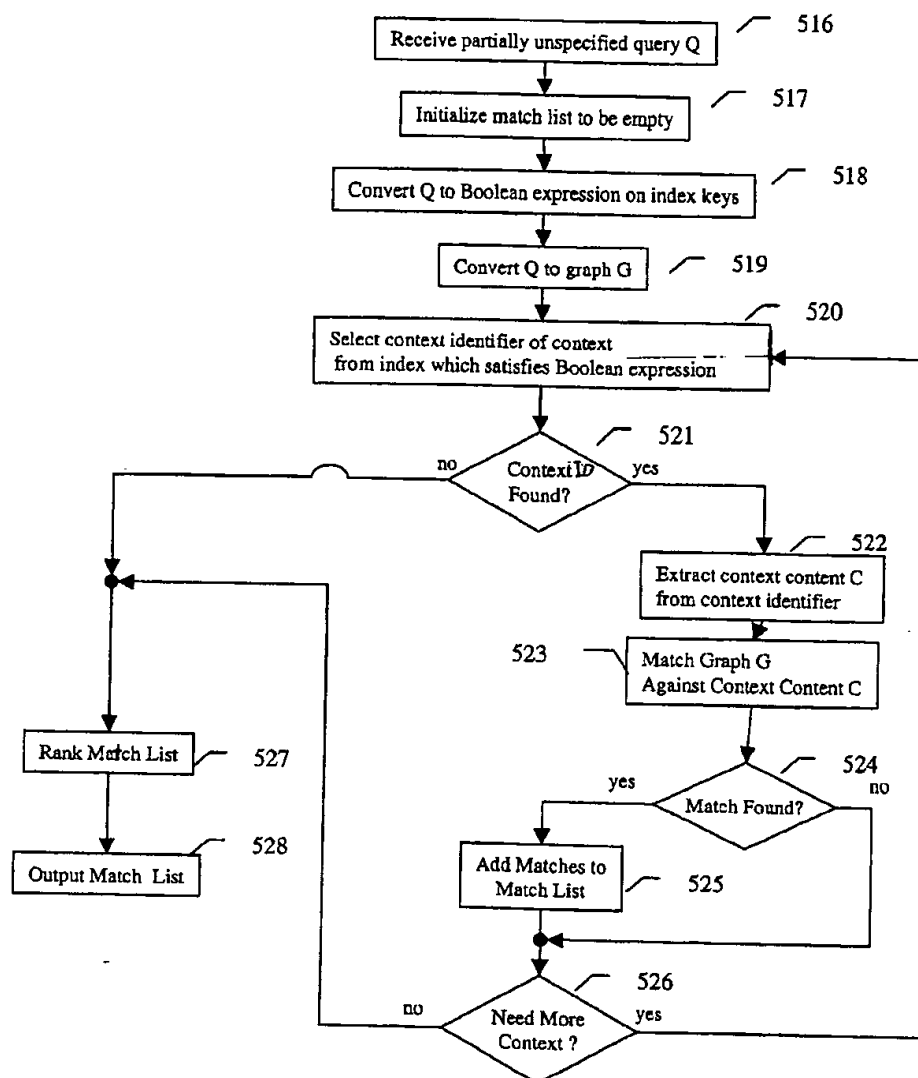 516
Receive partially unspecified query Q
517
Initialize match list to be empty
518
Convert Q to Boolean expression on index keys
519
Convert Q to graph G
520
Select context identifier of context
from index which satisfies Boolean expression
521
no
Context ID
Found?
yes
522
Extract context content C
from context identifier
523
Match Graph G
Against Context Content C
524
yes
Match Found?
no
Rank Match List
527
528
Output Match List
Add Matches to
Match List
525
526
no
Need More
Context ?
yes